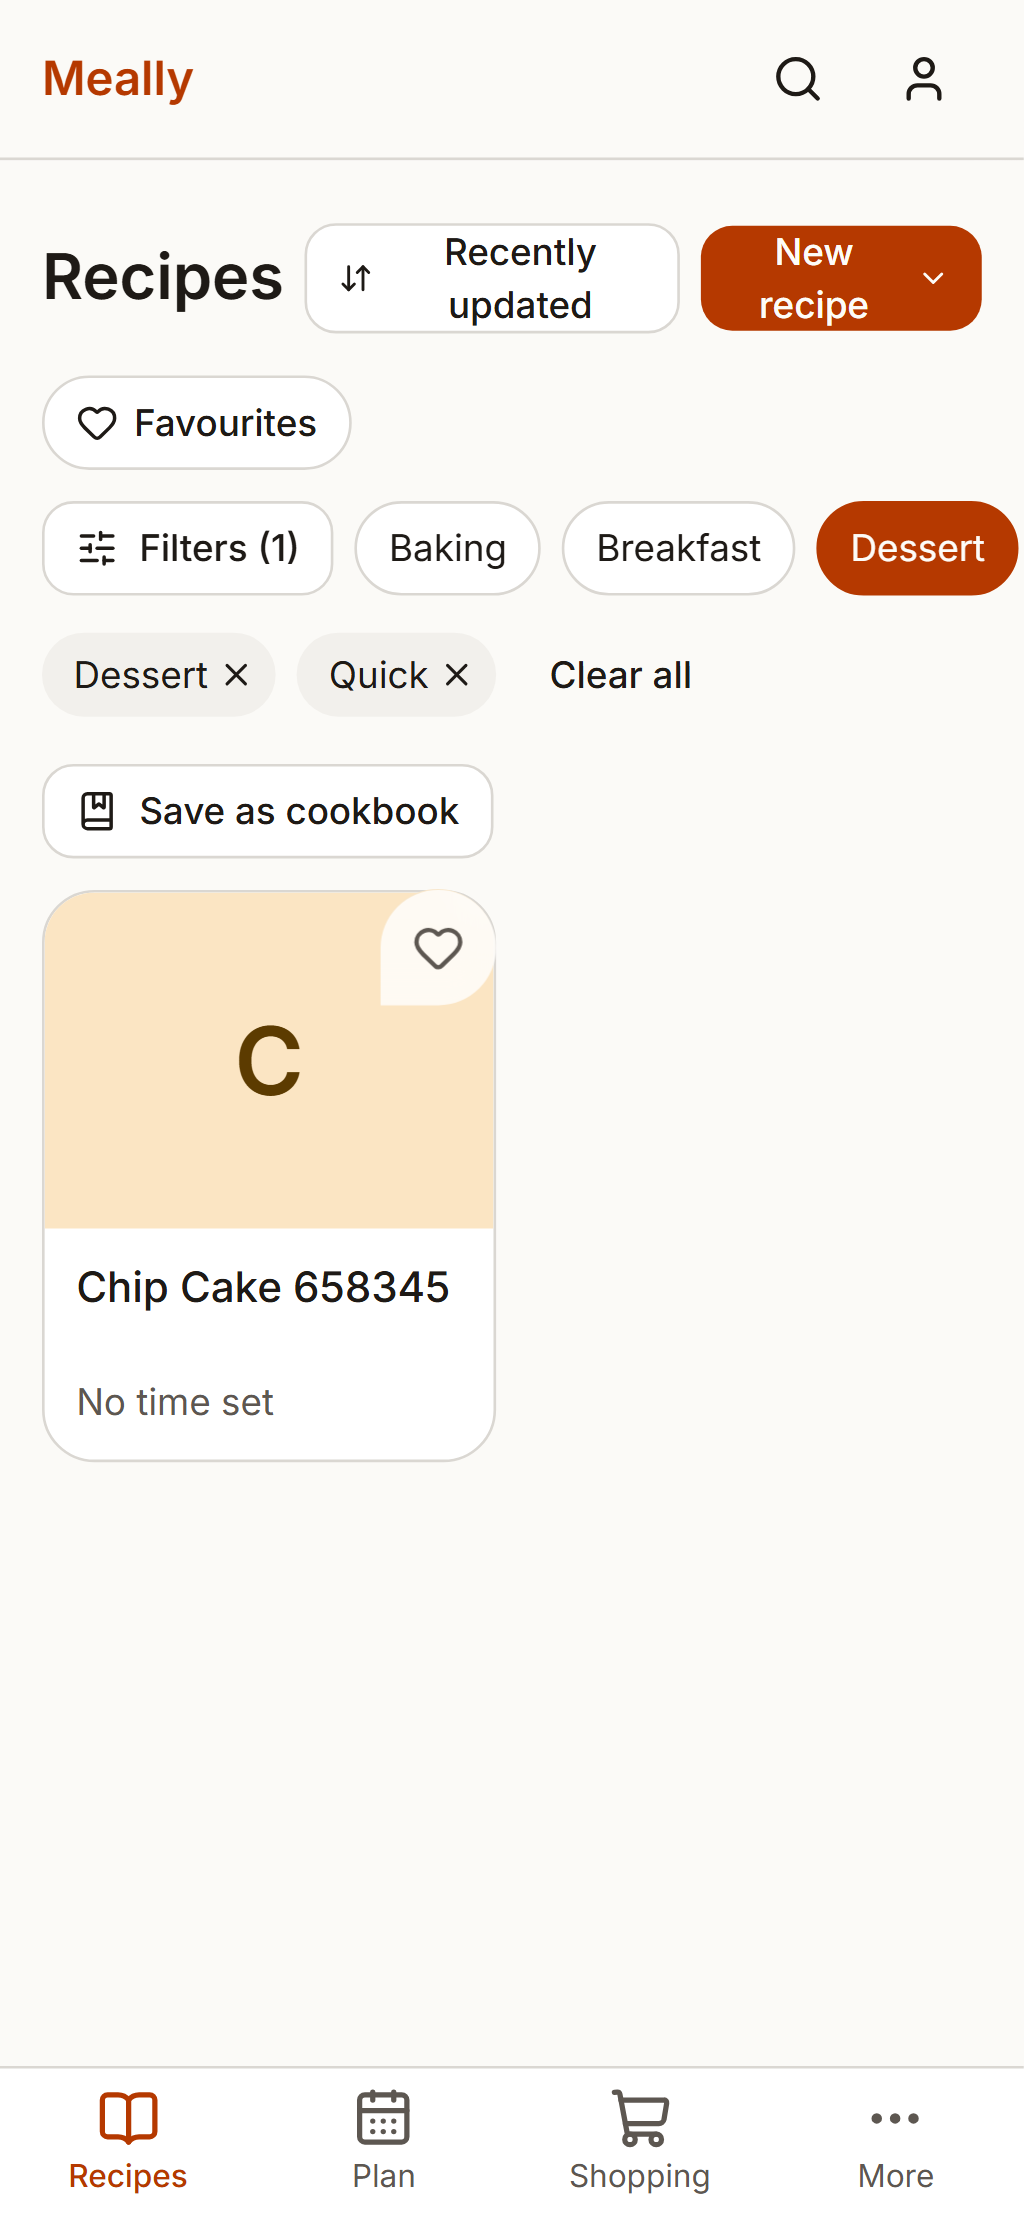 Meally
Recipes
Recently
updated
New
recipe
Favourites
Filters (1)
Baking
Breakfast
Dessert
Dessert
Quick
Clear all
Save as cookbook
C
Chip Cake 658345
No time set
Recipes
Plan
Shopping
More